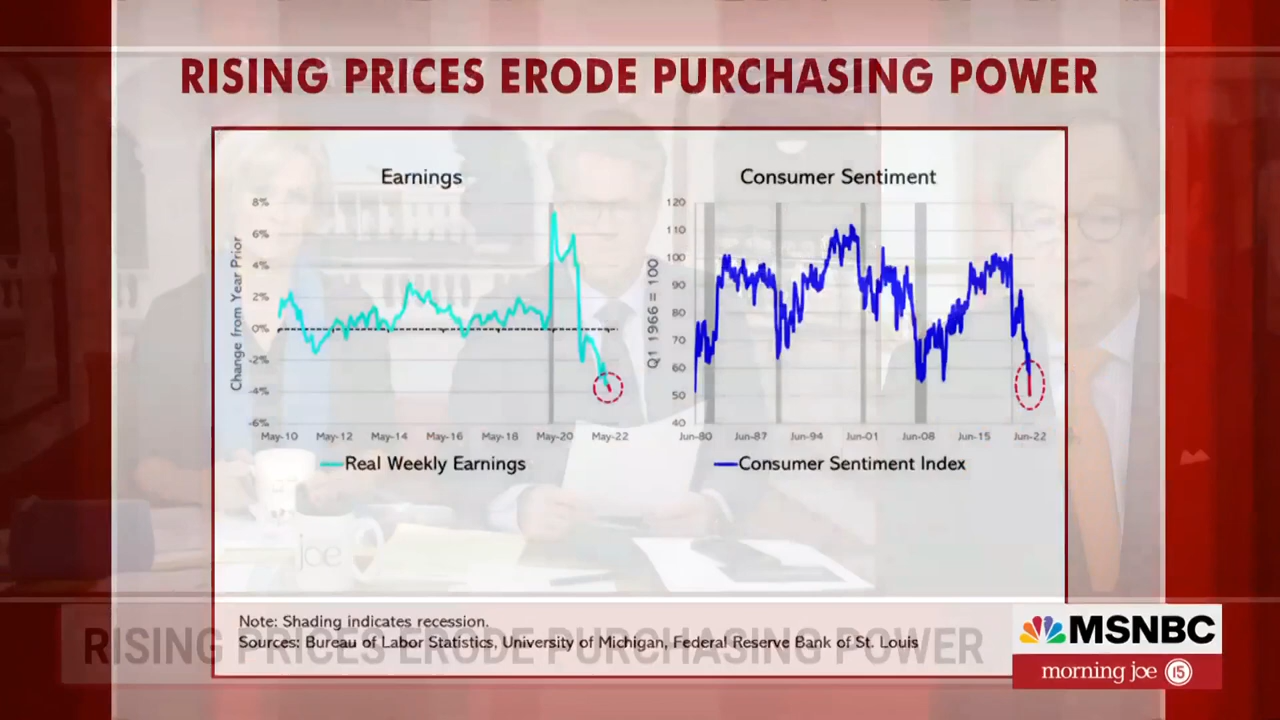 RISING PRICES ERODE PURCHASING POWER
Earnings
8%
6%
4%
2%
0%
-2%
-4%
-6%
Change from Year Prior
May-10 May-12 May-14 May-16 May-18 May-20 May-22
Real Weekly Earnings
Consumer Sentiment
120
110
100
90
80
70
60
50
40
Q1 1966 = 100
Jun-80 Jun-87 Jun-94 Jun-01 Jun-08 Jun-15 Jun-22
Consumer Sentiment Index
joe
Note: Shading indicates recession.
Sources: Bureau of Labor Statistics, University of Michigan, Federal Reserve Bank of St. Louis
RISING PRICES ERODE PURCHASING POWER
MSNBC
morning joe 15